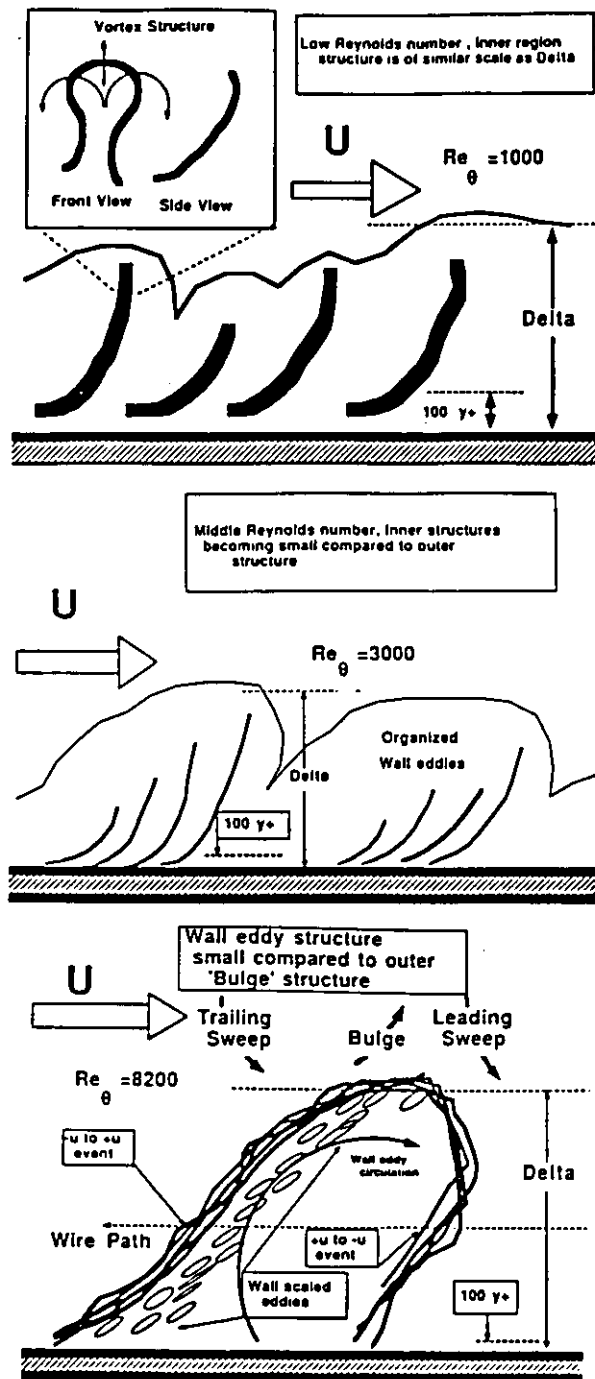 Vortex Structure
Front View
Side View
Low Reynolds number , Inner region
structure is of similar scale as Delta
U
Re θ =1000
Delta
100 y+
Middle Reynolds number, Inner structures
becoming small compared to outer
structure
U
Re θ =3000
Organized
Wall eddies
Delta
100 y+
Wall eddy structure
small compared to outer
'Bulge' structure
U
Trailing
Sweep
Bulge
Leading
Sweep
Re θ =8200
-u to +u
event
Wall eddy
circulation
Delta
Wire Path
+u to -u
event
Wall scaled
eddies
100 y+